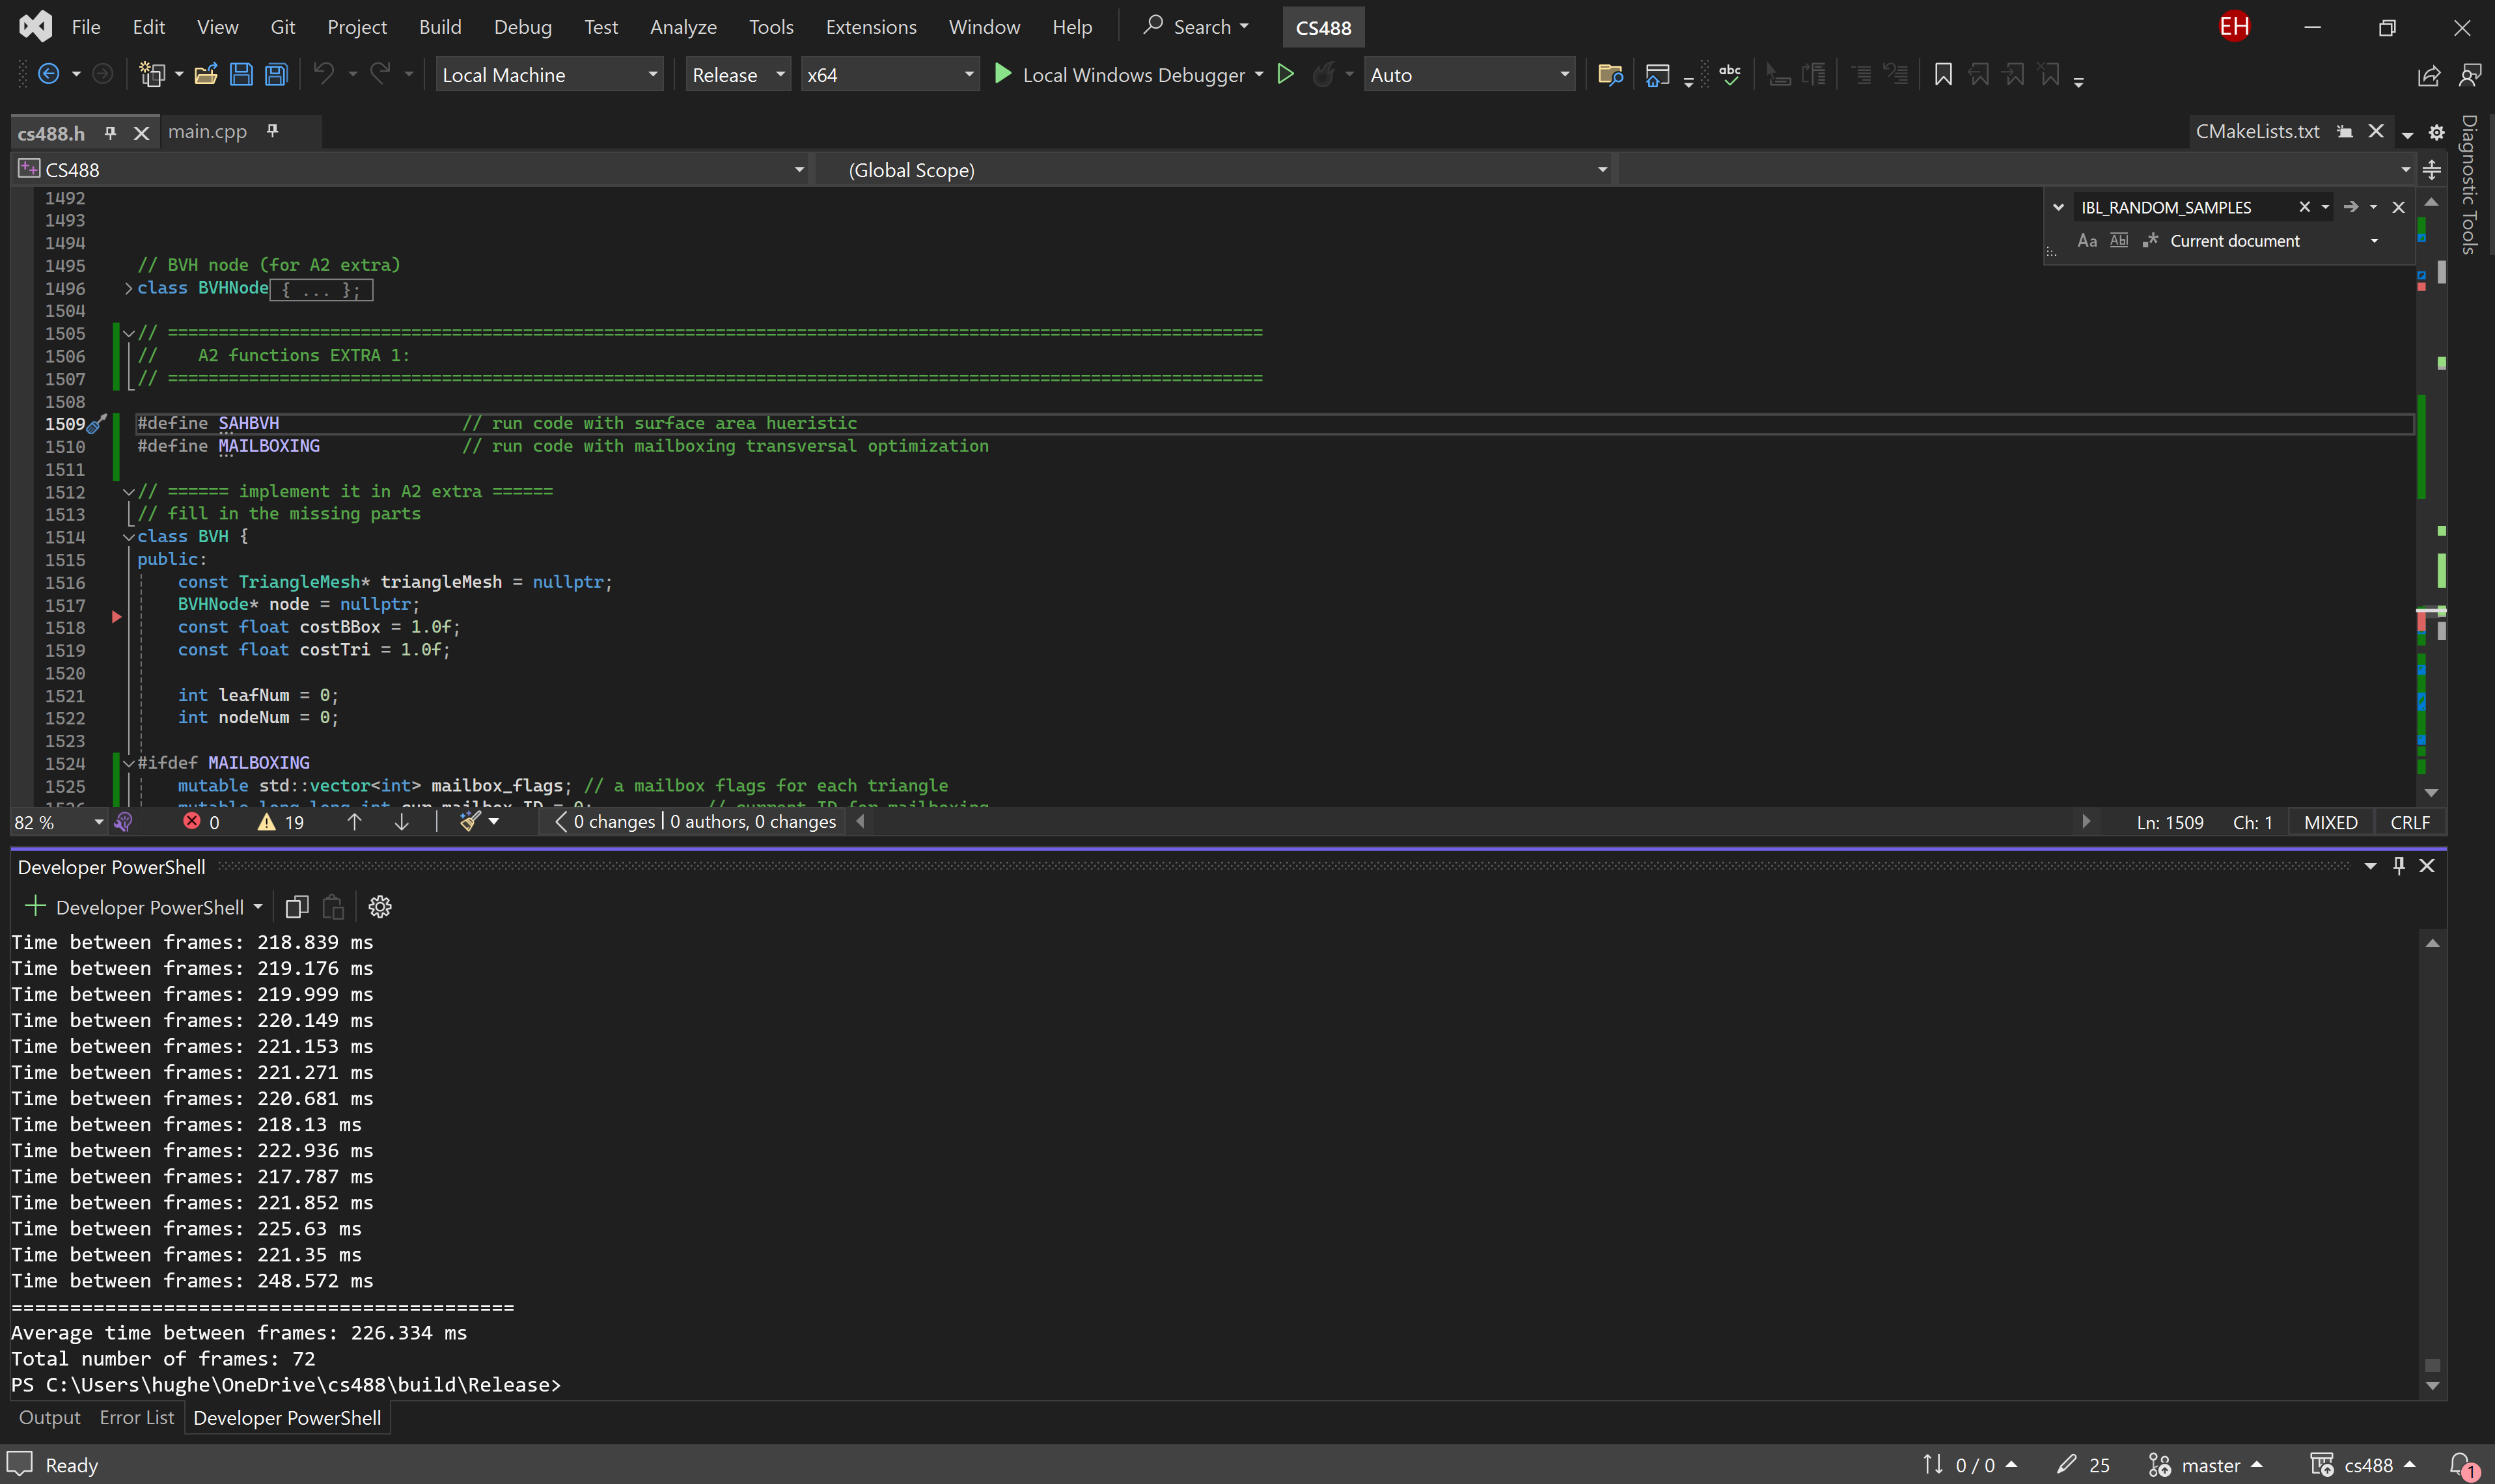 File Edit View Git Project Build Debug Test Analyze Tools Extensions Window Help Search CS488 EH
Local Machine Release x64 Local Windows Debugger Auto
cs488.h main.cpp CMakeLists.txt
Diagnostic Tools
CS488 (Global Scope)
IBL_RANDOM_SAMPLES
Aa Abl .* Current document
1492
1493
1494
1495 // BVH node (for A2 extra)
1496 class BVHNode { ... };
1504
1505 // ============================================================================================================
1506 //    A2 functions EXTRA 1:
1507 // ============================================================================================================
1508
1509 #define SAHBVH                  // run code with surface area hueristic
1510 #define MAILBOXING              // run code with mailboxing transversal optimization
1511
1512 // ====== implement it in A2 extra ======
1513 // fill in the missing parts
1514 class BVH {
1515 public:
1516     const TriangleMesh* triangleMesh = nullptr;
1517     BVHNode* node = nullptr;
1518     const float costBBox = 1.0f;
1519     const float costTri = 1.0f;
1520
1521     int leafNum = 0;
1522     int nodeNum = 0;
1523
1524 #ifdef MAILBOXING
1525     mutable std::vector<int> mailbox_flags; // a mailbox flags for each triangle
1526     mutable long long int cur_mailbox_ID = 0;           // current ID for mailboxing
82 % 0 19 0 changes | 0 authors, 0 changes Ln: 1509 Ch: 1 MIXED CRLF
Developer PowerShell
Developer PowerShell
Time between frames: 218.839 ms
Time between frames: 219.176 ms
Time between frames: 219.999 ms
Time between frames: 220.149 ms
Time between frames: 221.153 ms
Time between frames: 221.271 ms
Time between frames: 220.681 ms
Time between frames: 218.13 ms
Time between frames: 222.936 ms
Time between frames: 217.787 ms
Time between frames: 221.852 ms
Time between frames: 225.63 ms
Time between frames: 221.35 ms
Time between frames: 248.572 ms
===========================================
Average time between frames: 226.334 ms
Total number of frames: 72
PS C:\Users\hughe\OneDrive\cs488\build\Release>
Output Error List Developer PowerShell
Ready 0 / 0 25 master cs488 1